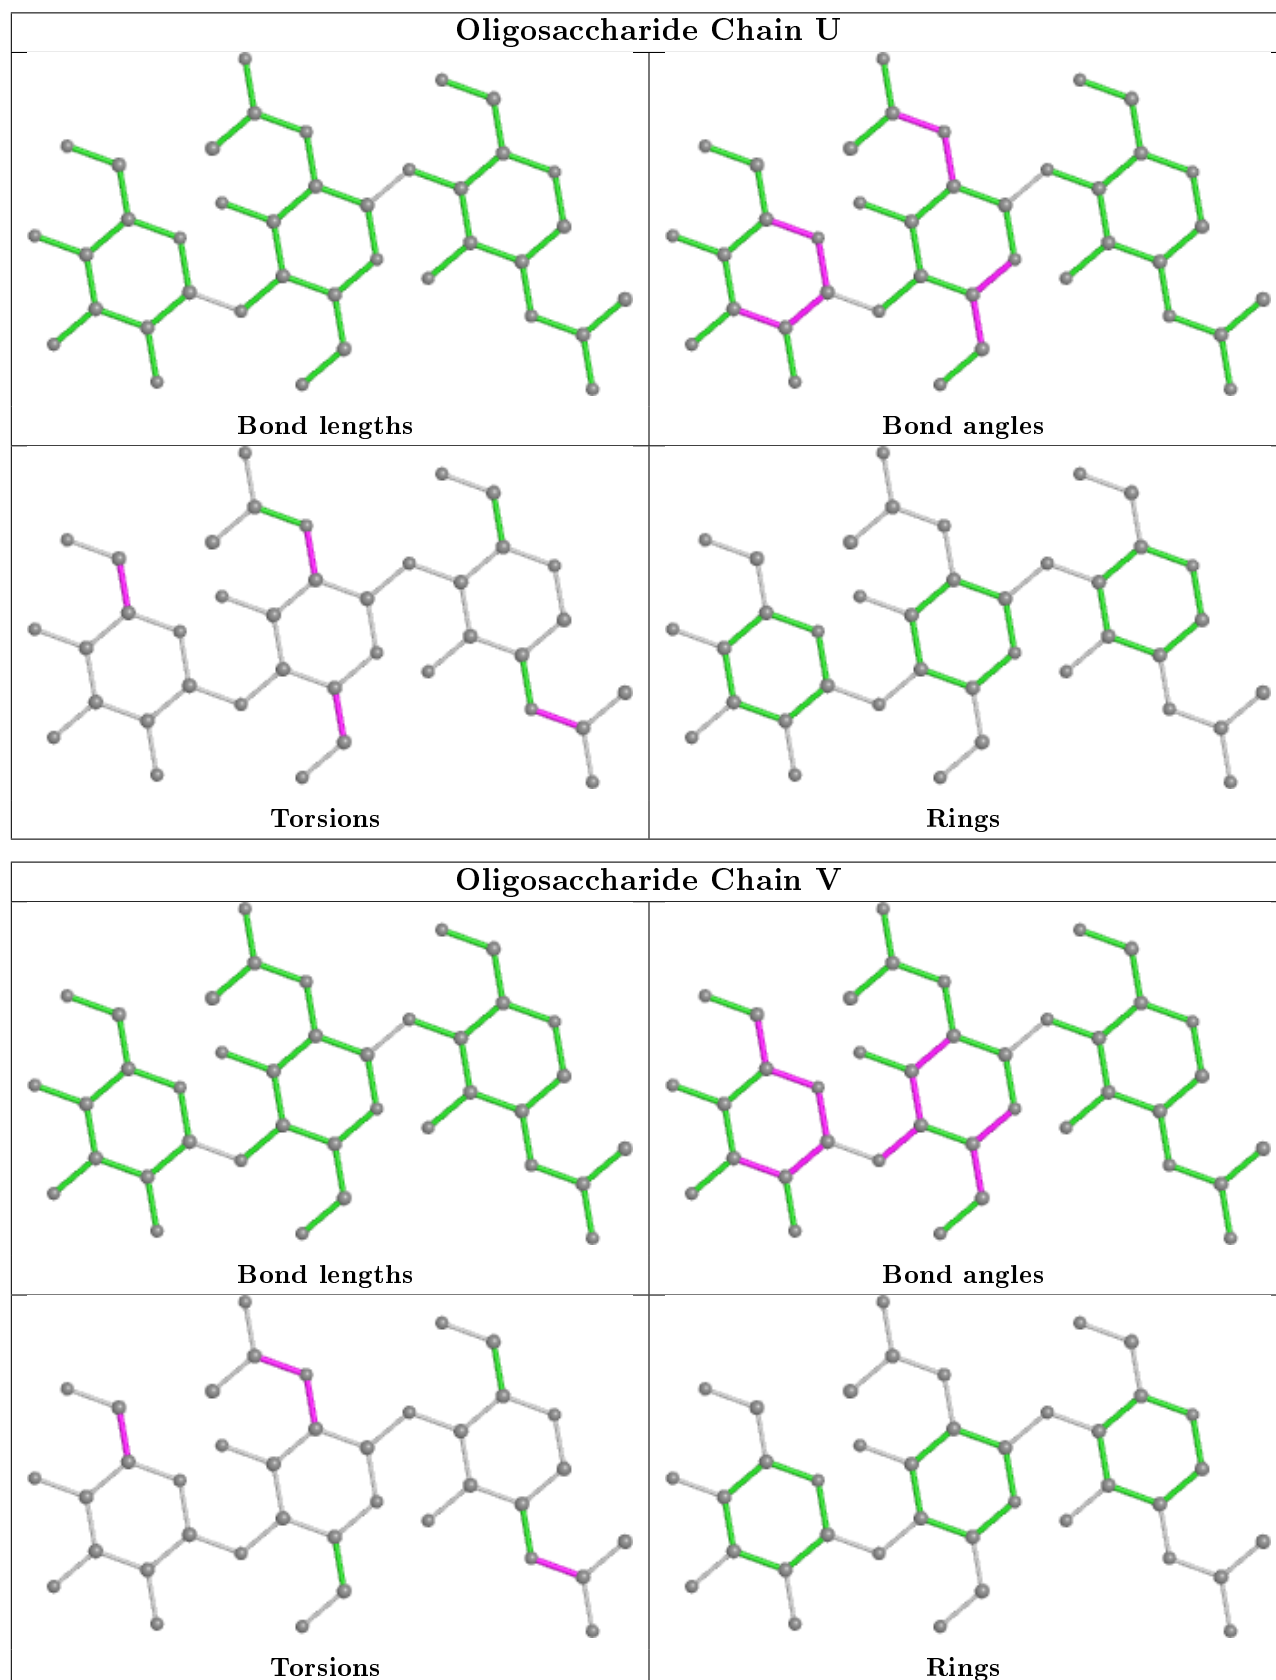 Oligosaccharide Chain U
Bond lengths
Bond angles
Torsions
Rings
Oligosaccharide Chain V
Bond lengths
Bond angles
Torsions
Rings